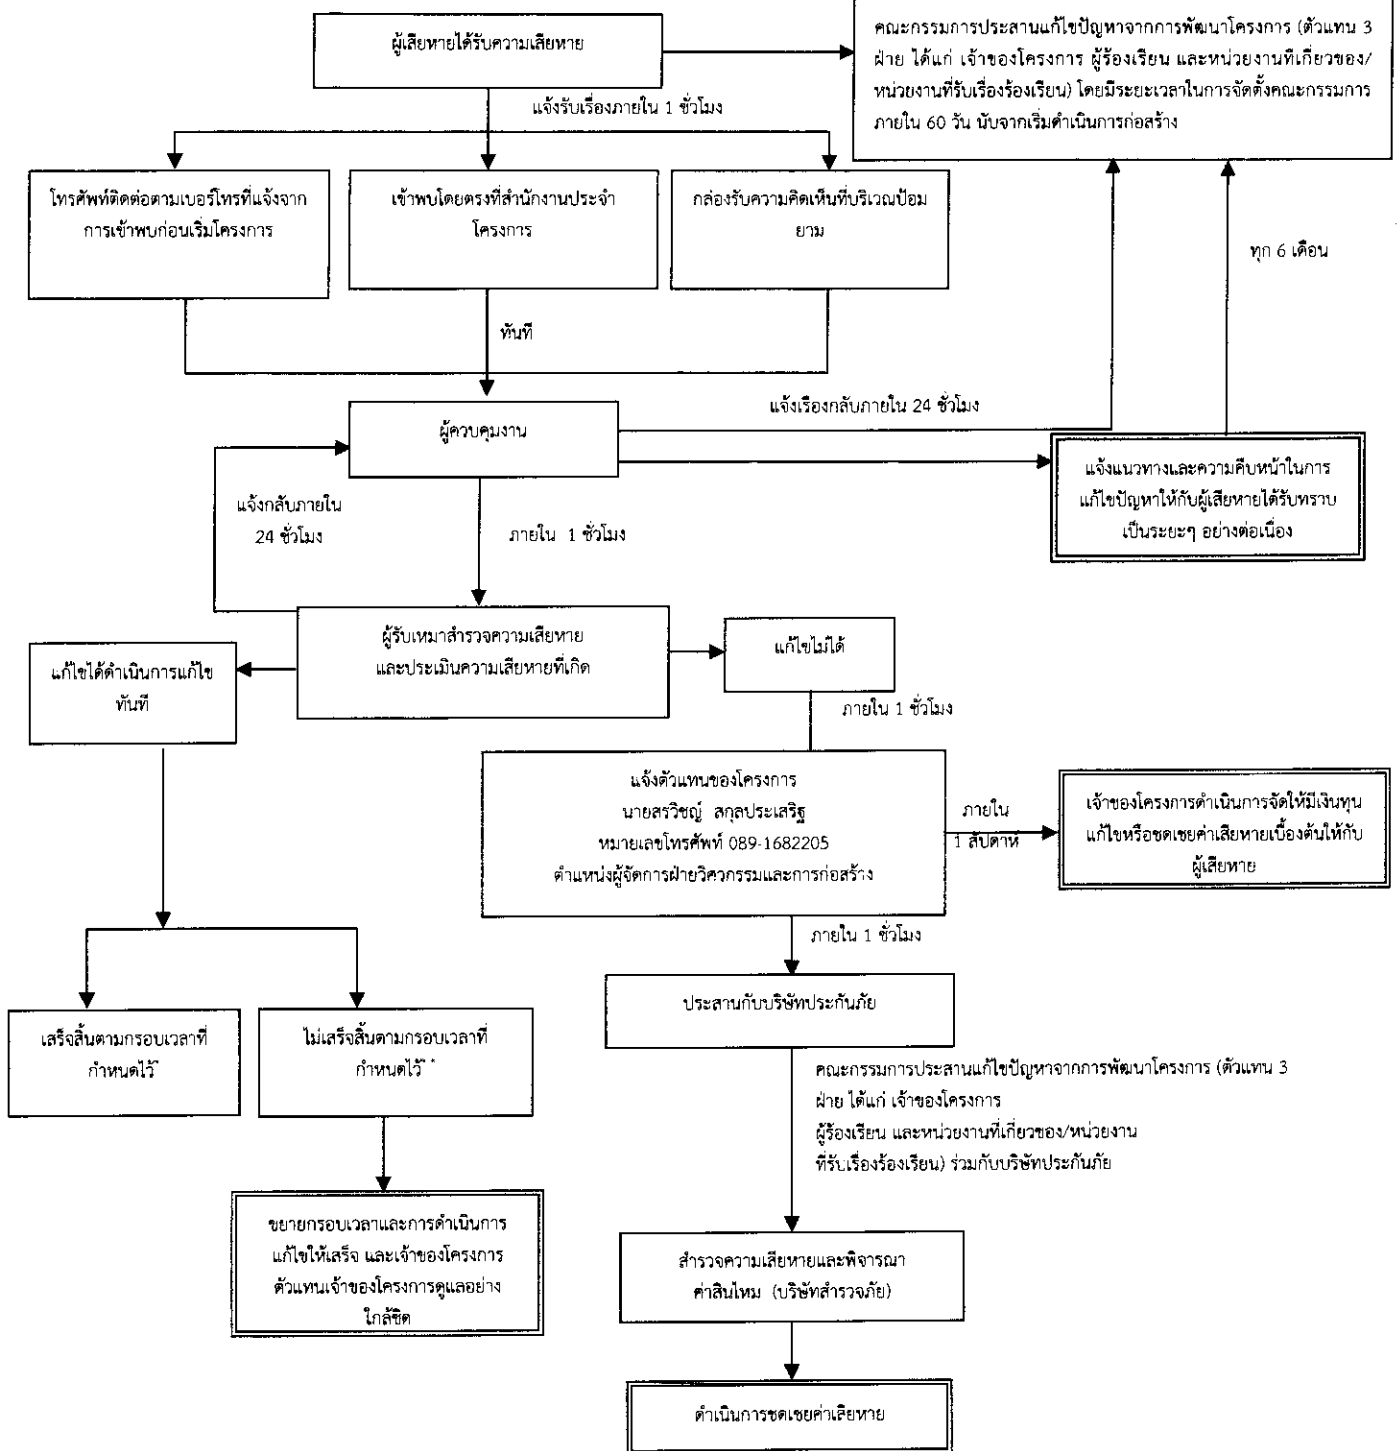 ผู้เสียหายได้รับความเสียหาย
คณะกรรมการประสานแก้ไขปัญหาจากการพัฒนาโครงการ (ตัวแทน 3
ฝ่าย ได้แก่ เจ้าของโครงการ ผู้ร้องเรียน และหน่วยงานที่เกี่ยวของ/
หน่วยงานที่รับเรื่องร้องเรียน) โดยมีระยะเวลาในการจัดตั้งคณะกรรมการ
ภายใน 60 วัน นับจากเริ่มดำเนินการก่อสร้าง
แจ้งรับเรื่องภายใน 1 ชั่วโมง
โทรศัพท์ติดต่อตามเบอร์โทรที่แจ้งจาก
การเข้าพบก่อนเริ่มโครงการ
เข้าพบโดยตรงที่สำนักงานประจำ
โครงการ
กล่องรับความคิดเห็นที่บริเวณป้อม
ยาม
ทุก 6 เดือน
ทันที
ผู้ควบคุมงาน
แจ้งเรื่องกลับภายใน 24 ชั่วโมง
แจ้งแนวทางและความคืบหน้าในการ
แก้ไขปัญหาให้กับผู้เสียหายได้รับทราบ
เป็นระยะๆ อย่างต่อเนื่อง
แจ้งกลับภายใน
24 ชั่วโมง
ภายใน 1 ชั่วโมง
ผู้รับเหมาสำรวจความเสียหาย
และประเมินความเสียหายที่เกิด
แก้ไขไม่ได้
แก้ไขได้ดำเนินการแก้ไข
ทันที
ภายใน 1 ชั่วโมง
แจ้งตัวแทนของโครงการ
นายสรวิชญ์ สกุลประเสริฐ
หมายเลขโทรศัพท์ 089-1682205
ตำแหน่งผู้จัดการฝ่ายวิศวกรรมและการก่อสร้าง
ภายใน
1 สัปดาห์
เจ้าของโครงการดำเนินการจัดให้มีเงินทุน
แก้ไขหรือชดเชยค่าเสียหายเบื้องต้นให้กับ
ผู้เสียหาย
ภายใน 1 ชั่วโมง
ประสานกับบริษัทประกันภัย
เสร็จสิ้นตามกรอบเวลาที่
กำหนดไว้*
ไม่เสร็จสิ้นตามกรอบเวลาที่
กำหนดไว้**
คณะกรรมการประสานแก้ไขปัญหาจากการพัฒนาโครงการ (ตัวแทน 3
ฝ่าย ได้แก่ เจ้าของโครงการ
ผู้ร้องเรียน และหน่วยงานที่เกี่ยวของ/หน่วยงาน
ที่รับเรื่องร้องเรียน) ร่วมกับบริษัทประกันภัย
ขยายกรอบเวลาและการดำเนินการ
แก้ไขให้เสร็จ และเจ้าของโครงการ
ตัวแทนเจ้าของโครงการดูแลอย่าง
ใกล้ชิด
สำรวจความเสียหายและพิจารณา
ค่าสินไหม (บริษัทสำรวจภัย)
ดำเนินการชดเชยค่าเสียหาย